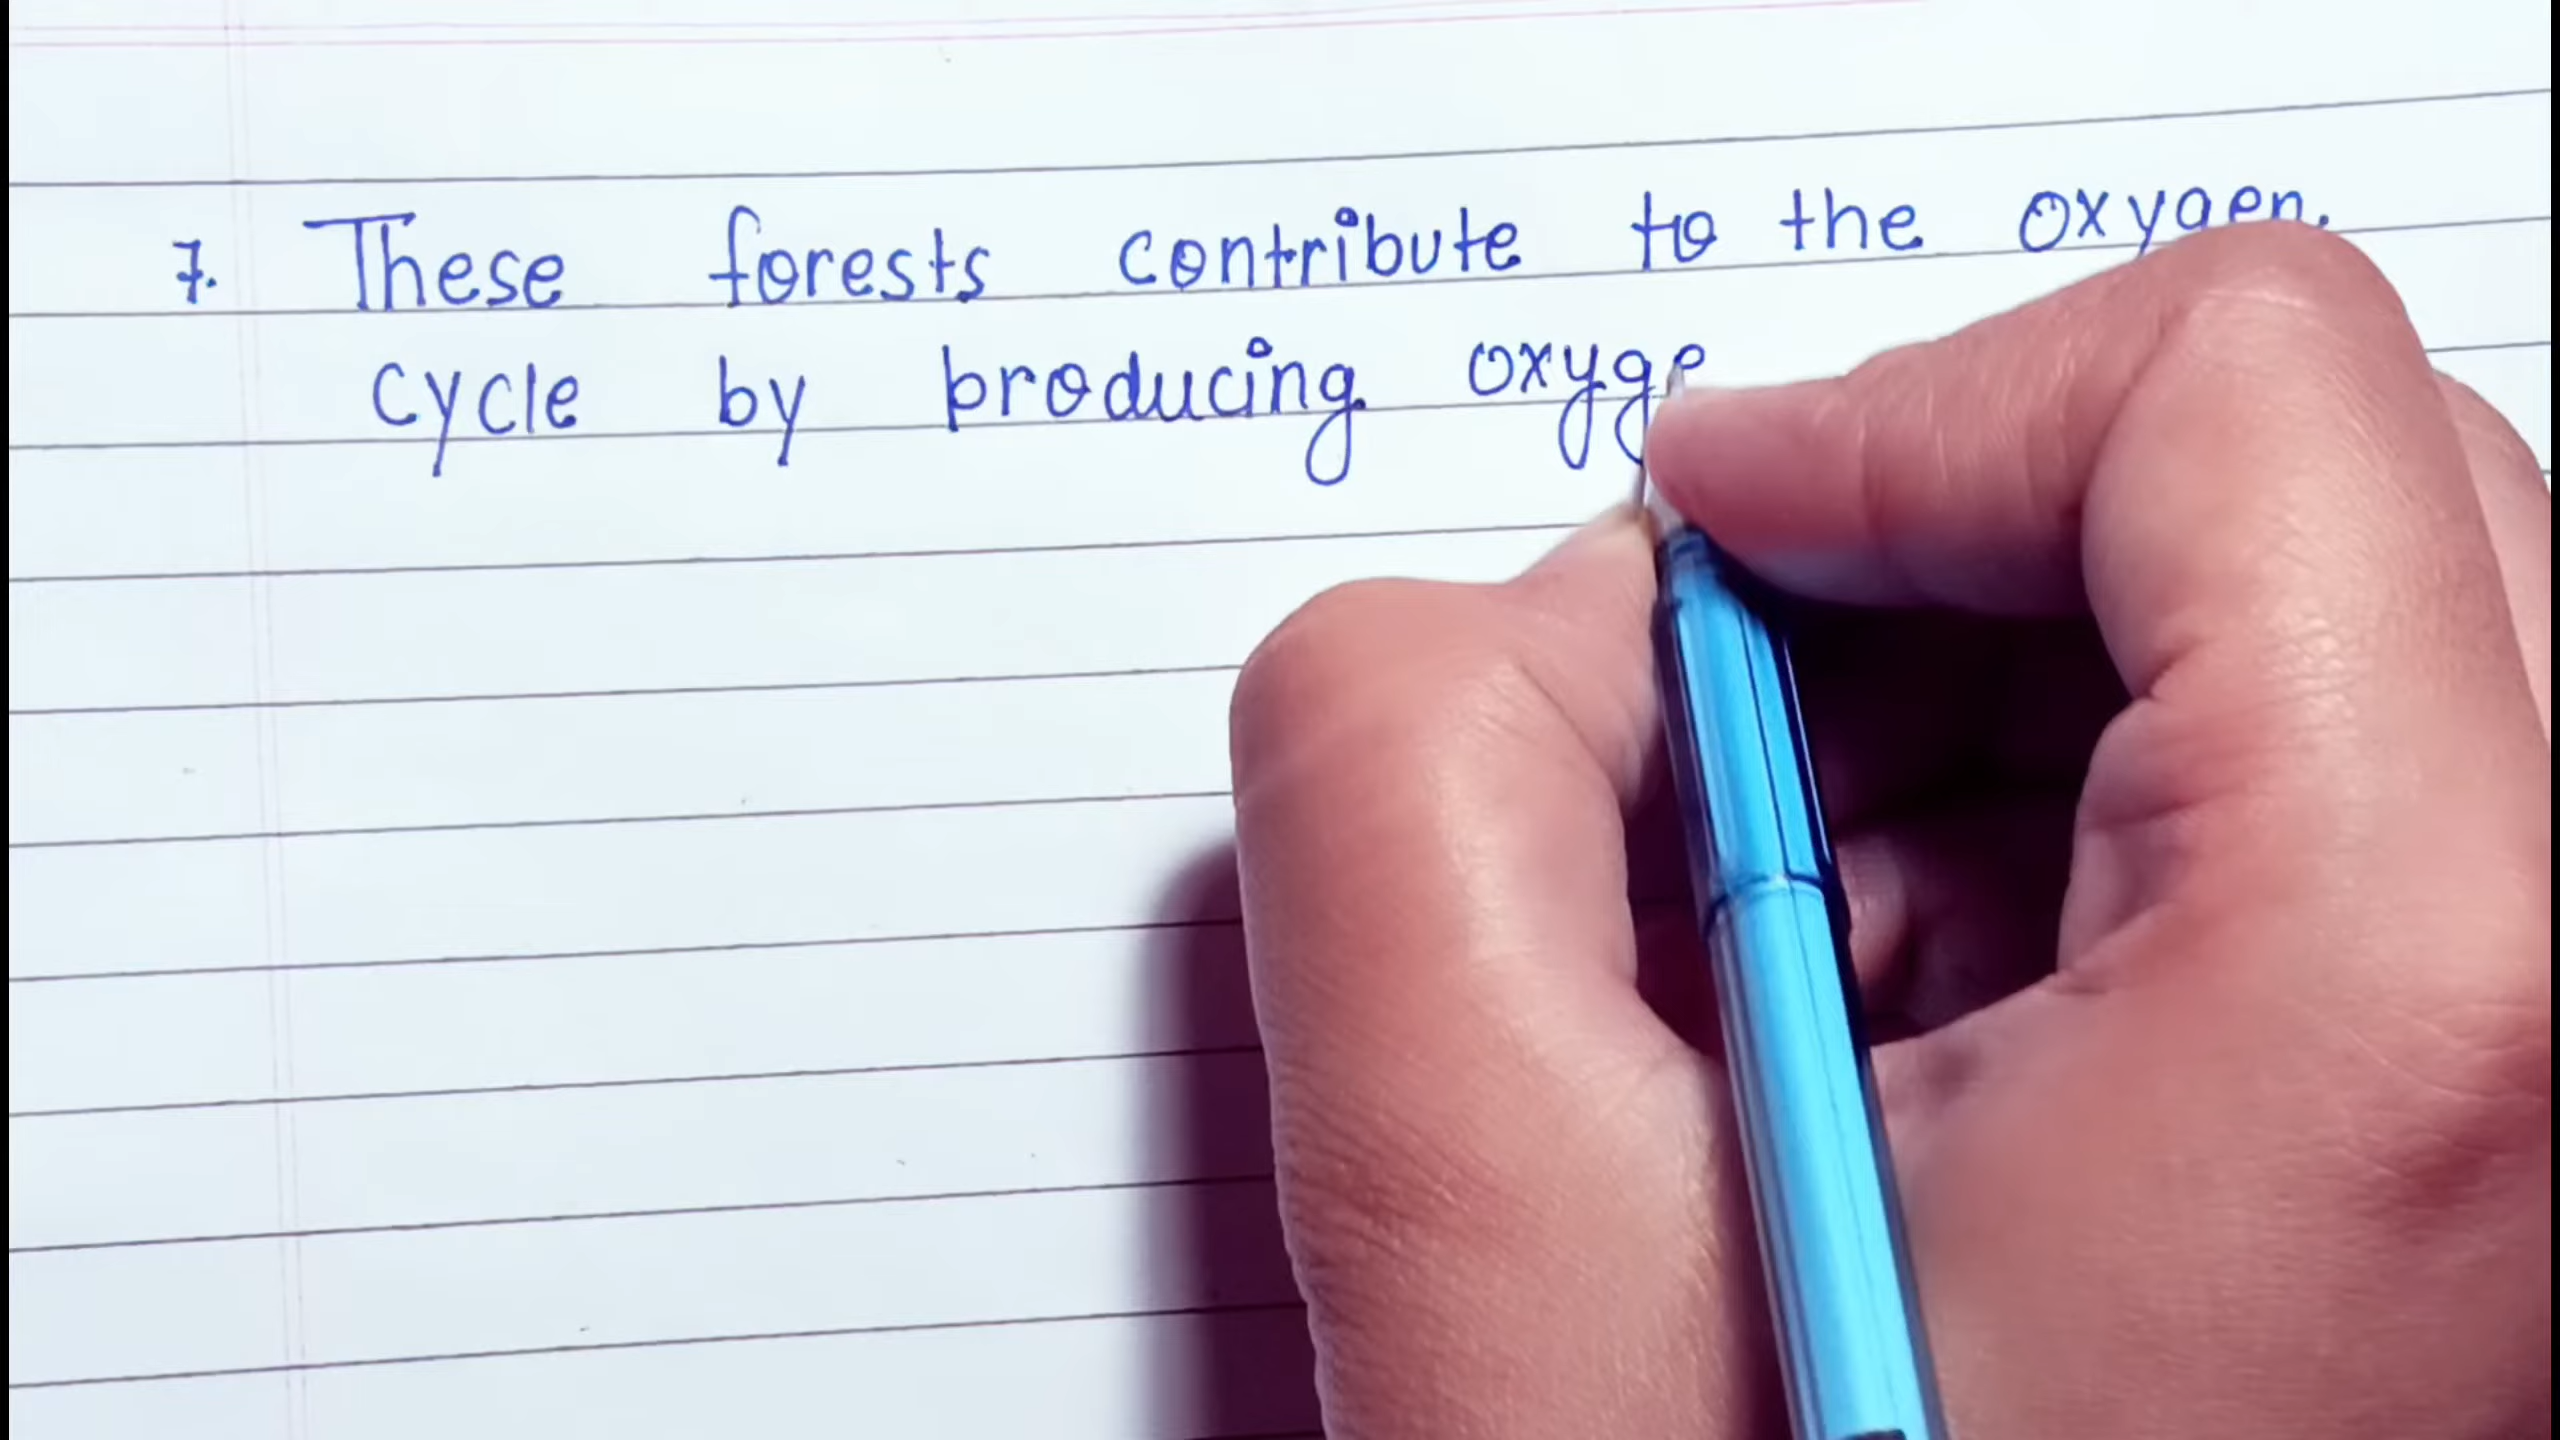 7. These forests contribute to the oxygen.
cycle by producing oxyge